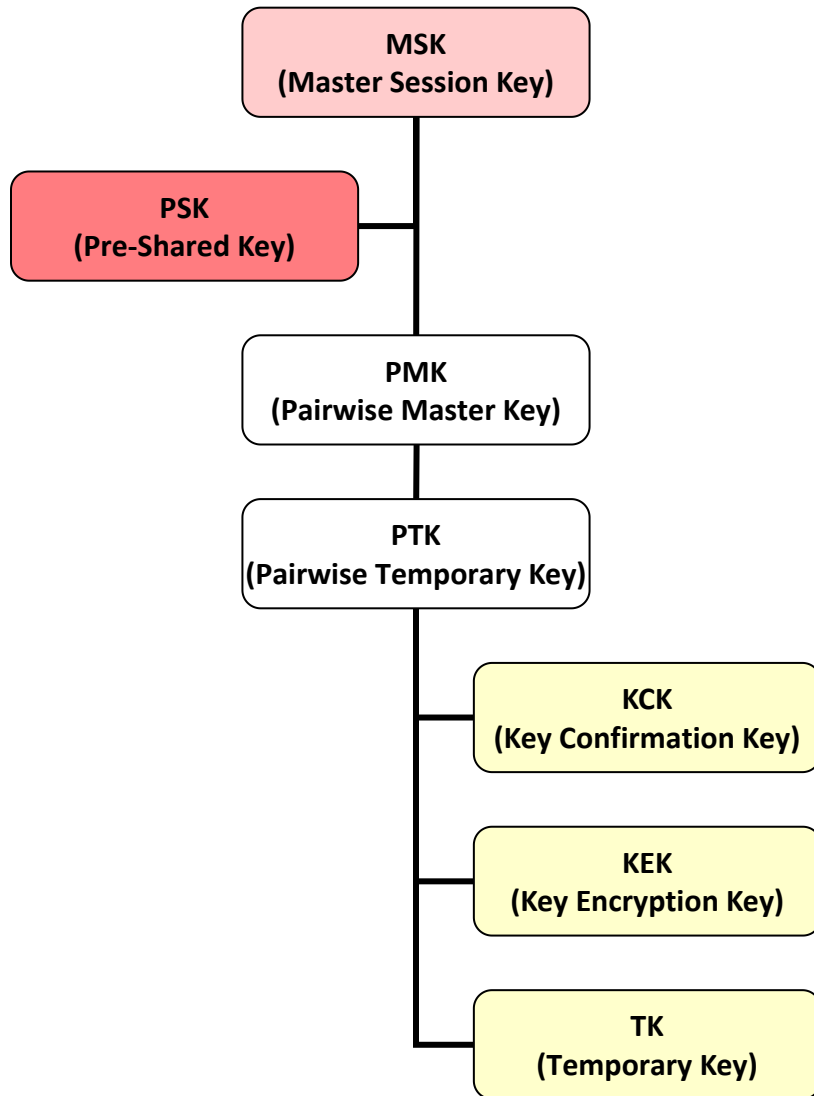 MSK
(Master Session Key)
PSK
(Pre-Shared Key)
PMK
(Pairwise Master Key)
PTK
(Pairwise Temporary Key)
KCK
(Key Confirmation Key)
KEK
(Key Encryption Key)
TK
(Temporary Key)